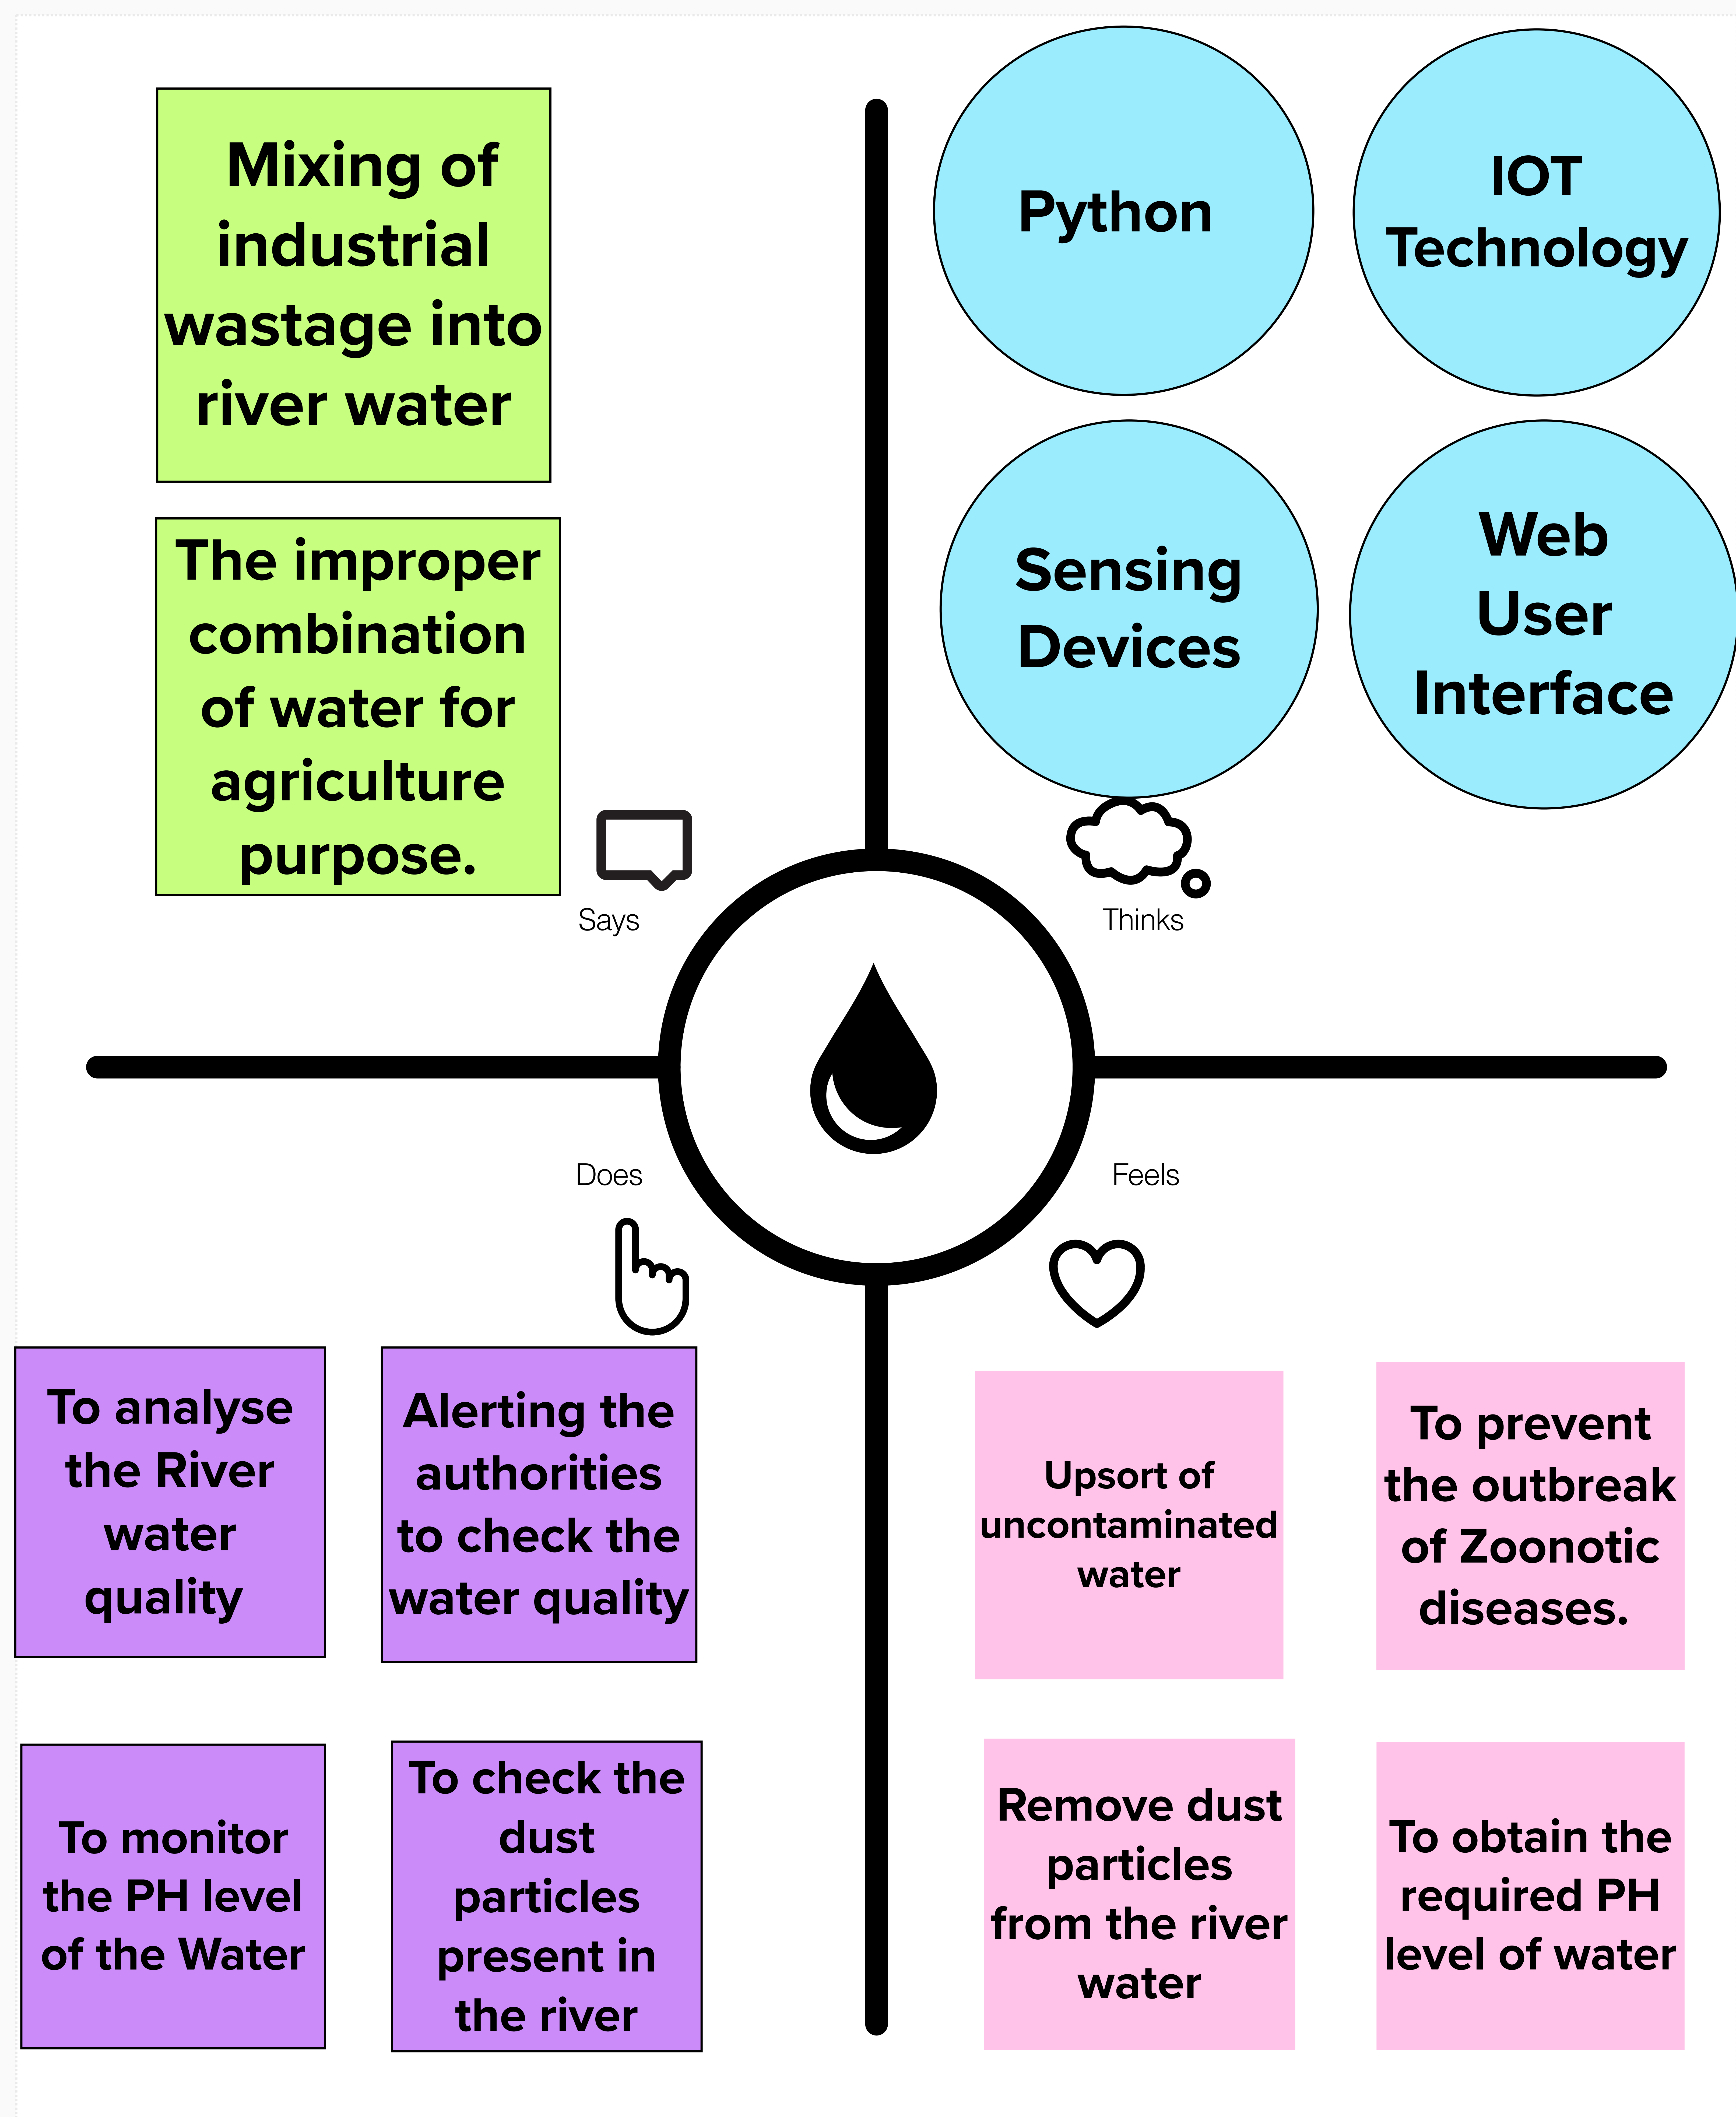 Mixing of
industrial
wastage into
river water
The improper
combination
of water for
agriculture
purpose.
Says
Python
IOT
Technology
Sensing
Devices
Web
User
Interface
Thinks
Does
To analyse
the River
water
quality
Alerting the
authorities
to check the
water quality
To monitor
the PH level
of the Water
To check the
dust
particles
present in
the river
Feels
Upsort of
uncontaminated
water
To prevent
the outbreak
of Zoonotic
diseases.
Remove dust
particles
from the river
water
To obtain the
required PH
level of water